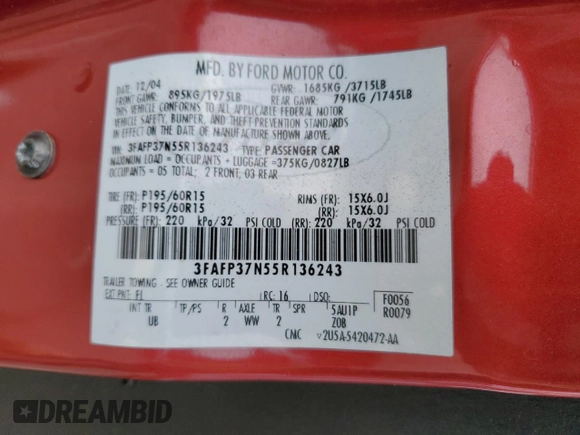 MFD. BY FORD MOTOR CO.
DATE: 12/04 GVWR: 1685KG /3715LB
FRONT GAWR: 895KG/1975LB REAR GAWR: 791KG /1745LB
THIS VEHICLE CONFORMS TO ALL APPLICABLE FEDERAL MOTOR
VEHICLE SAFETY, BUMPER, AND THEFT PREVENTION STANDARDS
IN EFFECT ON THE DATE OF MANUFACTURE SHOWN ABOVE.
VIN: 3FAFP37N55R136243 TYPE: PASSENGER CAR
MAXIMUM LOAD = OCCUPANTS + LUGGAGE =375KG/0827LB
OCCUPANTS = 05 TOTAL; 2 FRONT, 03 REAR
TIRE (FR): P195/60R15 RIMS (FR): 15X6.0J
(RR): P195/60R15 (RR): 15X6.0J
PRESSURE (FR): 220 kPa/32 PSI COLD (RR): 220 kPa/32 PSI COLD
3FAFP37N55R136243
TRAILER TOWING - SEE OWNER GUIDE
EXT PNT: F1 RC: 16 DSO: F0056
INT TR TP/PS R AXLE TR SPR 5AU1P R0079
UB 2 WW 2 Z0B
CMC 2U5A-5420472-AA
DREAMBID